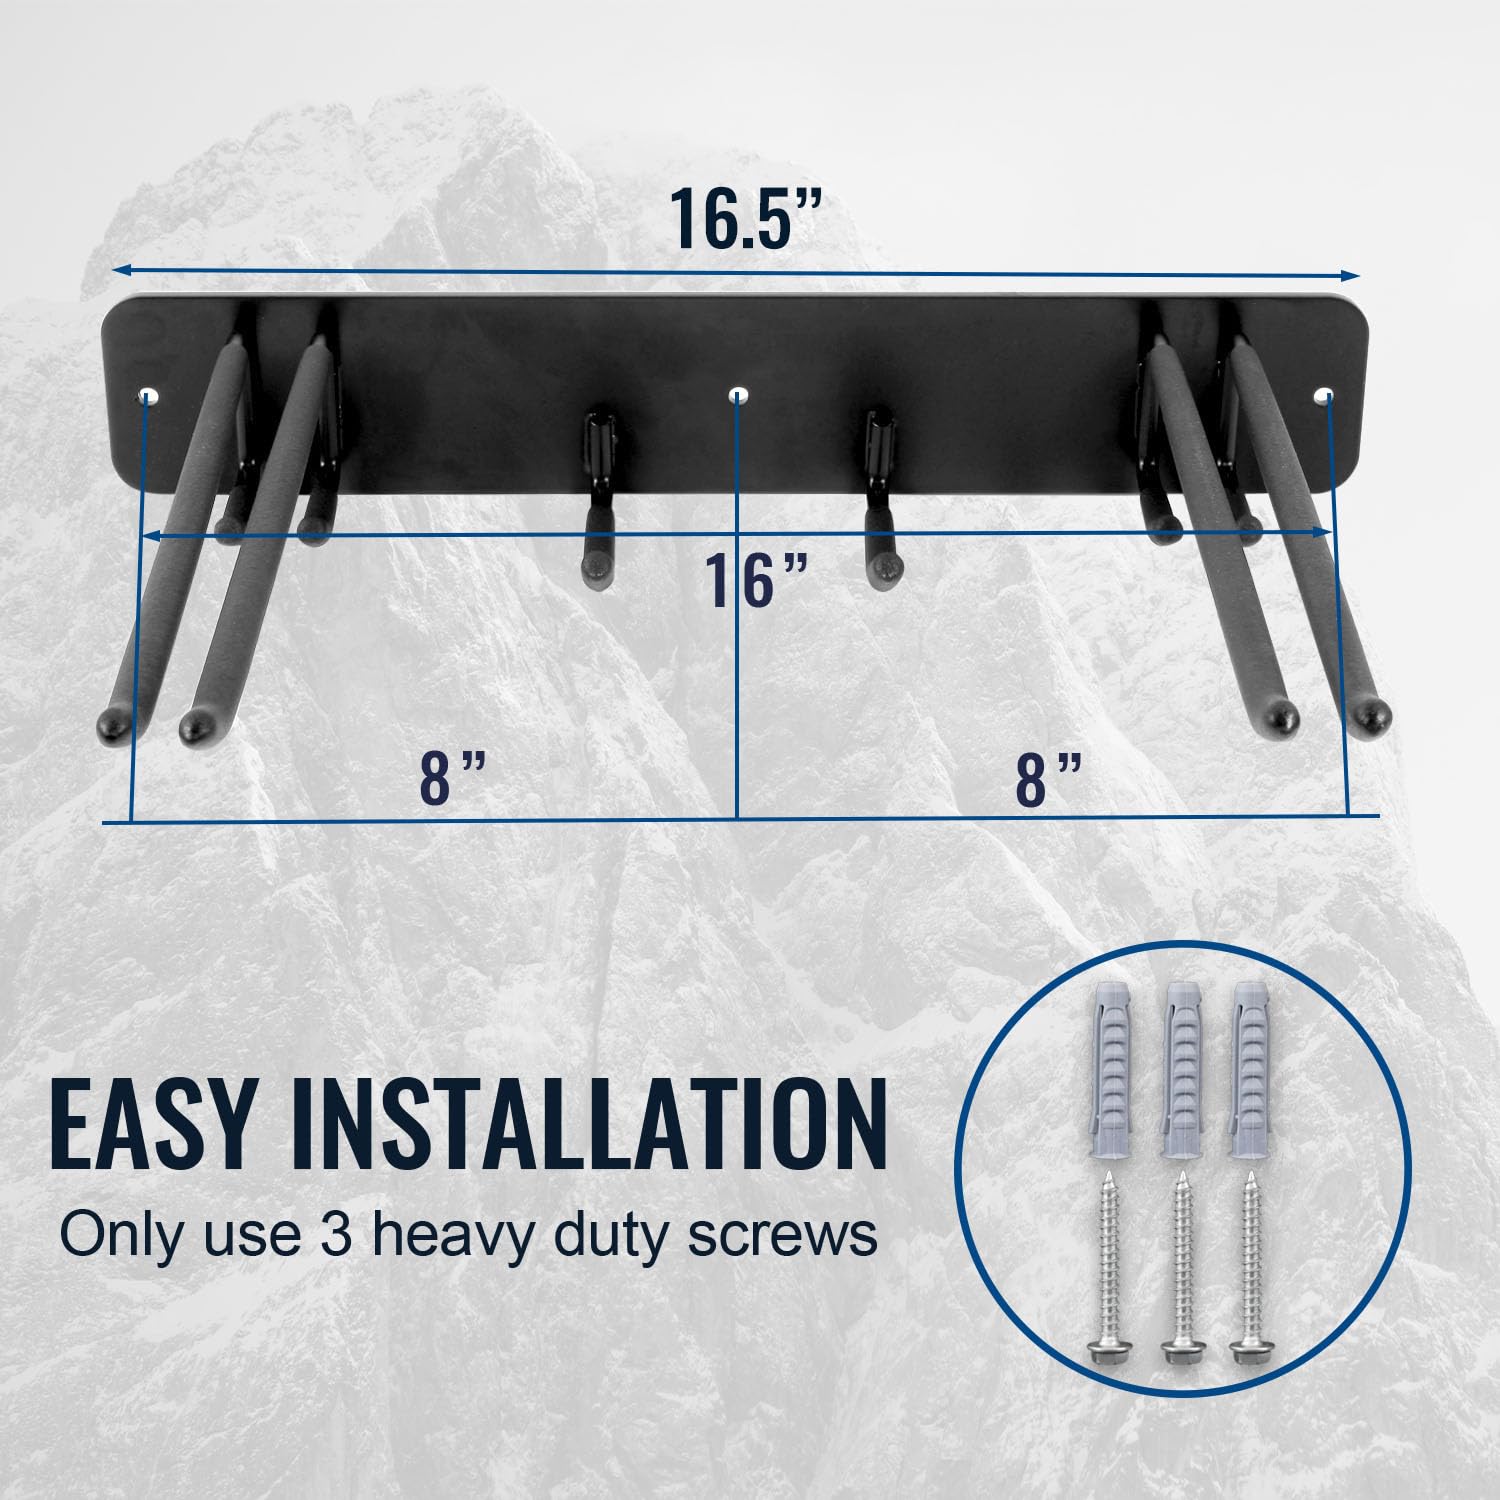 16.5”
16”
8” 8”
EASY INSTALLATION
Only use 3 heavy duty screws